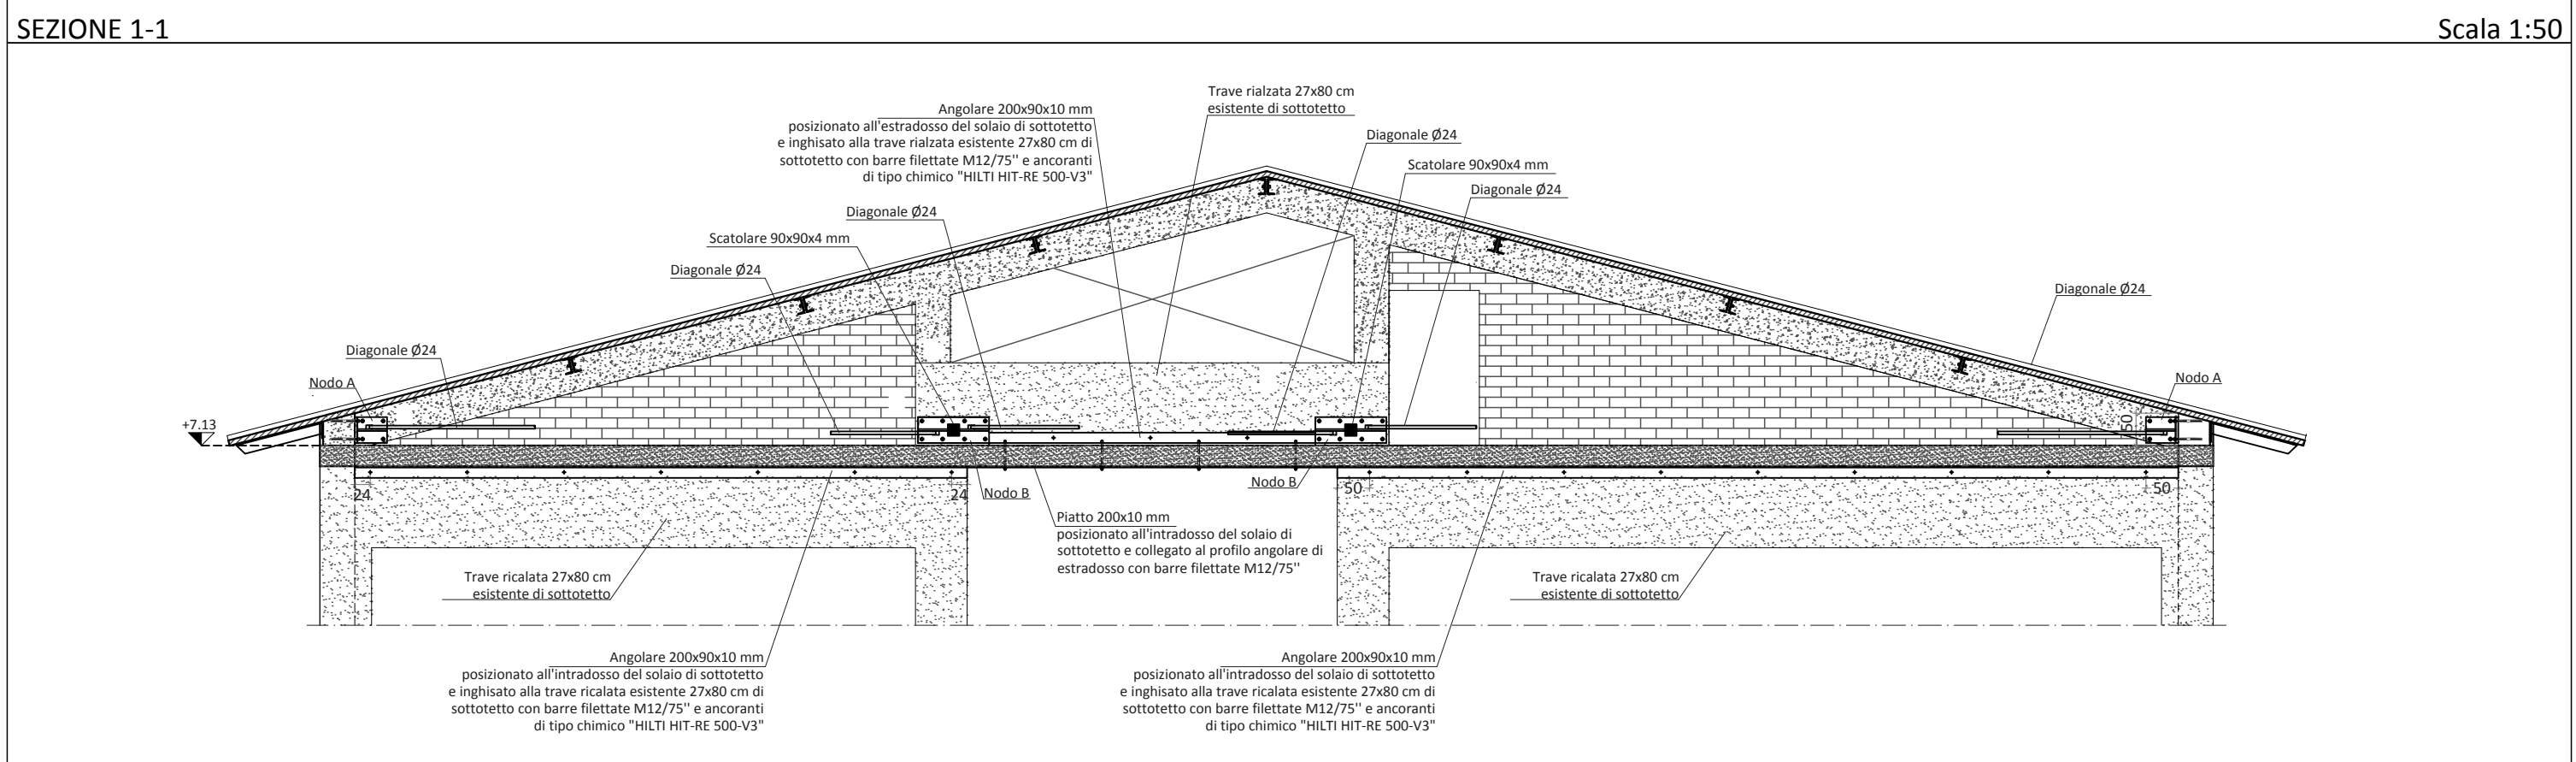 SEZIONE 1-1
Scala 1:50
Trave rialzata 27x80 cm
esistente di sottotetto
Angolare 200x90x10 mm
posizionato all'estradosso del solaio di sottotetto
e inghisato alla trave rialzata esistente 27x80 cm di
sottotetto con barre filettate M12/75'' e ancoranti
di tipo chimico "HILTI HIT-RE 500-V3"
Diagonale Ø24
Scatolare 90x90x4 mm
Diagonale Ø24
Diagonale Ø24
Scatolare 90x90x4 mm
Diagonale Ø24
Diagonale Ø24
Diagonale Ø24
Nodo A
Nodo A
+7.13
50
24
24
Nodo B
Nodo B
50
50
Piatto 200x10 mm
posizionato all'intradosso del solaio di
sottotetto e collegato al profilo angolare di
estradosso con barre filettate M12/75''
Trave ricalata 27x80 cm
esistente di sottotetto
Trave ricalata 27x80 cm
esistente di sottotetto
Angolare 200x90x10 mm
posizionato all'intradosso del solaio di sottotetto
e inghisato alla trave ricalata esistente 27x80 cm di
sottotetto con barre filettate M12/75'' e ancoranti
di tipo chimico "HILTI HIT-RE 500-V3"
Angolare 200x90x10 mm
posizionato all'intradosso del solaio di sottotetto
e inghisato alla trave ricalata esistente 27x80 cm di
sottotetto con barre filettate M12/75'' e ancoranti
di tipo chimico "HILTI HIT-RE 500-V3"